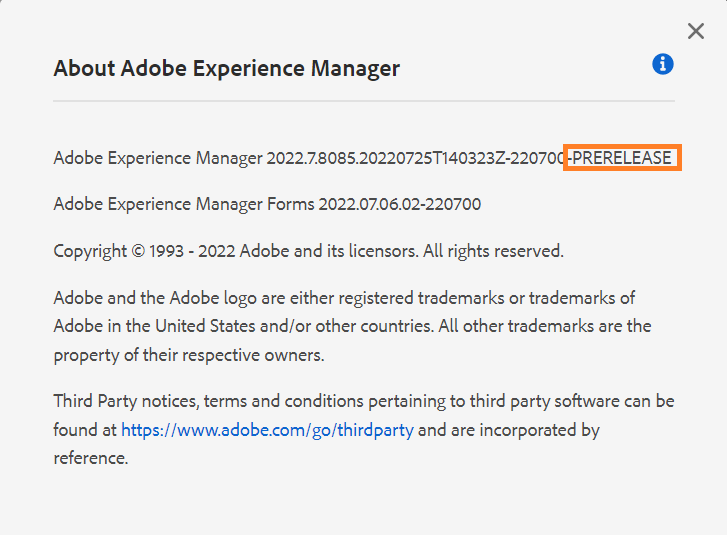 About Adobe Experience Manager
Adobe Experience Manager 2022.7.8085.20220725T140323Z-220700-PRERELEASE
Adobe Experience Manager Forms 2022.07.06.02-220700
Copyright © 1993 - 2022 Adobe and its licensors. All rights reserved.
Adobe and the Adobe logo are either registered trademarks or trademarks of
Adobe in the United States and/or other countries. All other trademarks are the
property of their respective owners.
Third Party notices, terms and conditions pertaining to third party software can be
found at https://www.adobe.com/go/thirdparty and are incorporated by
reference.